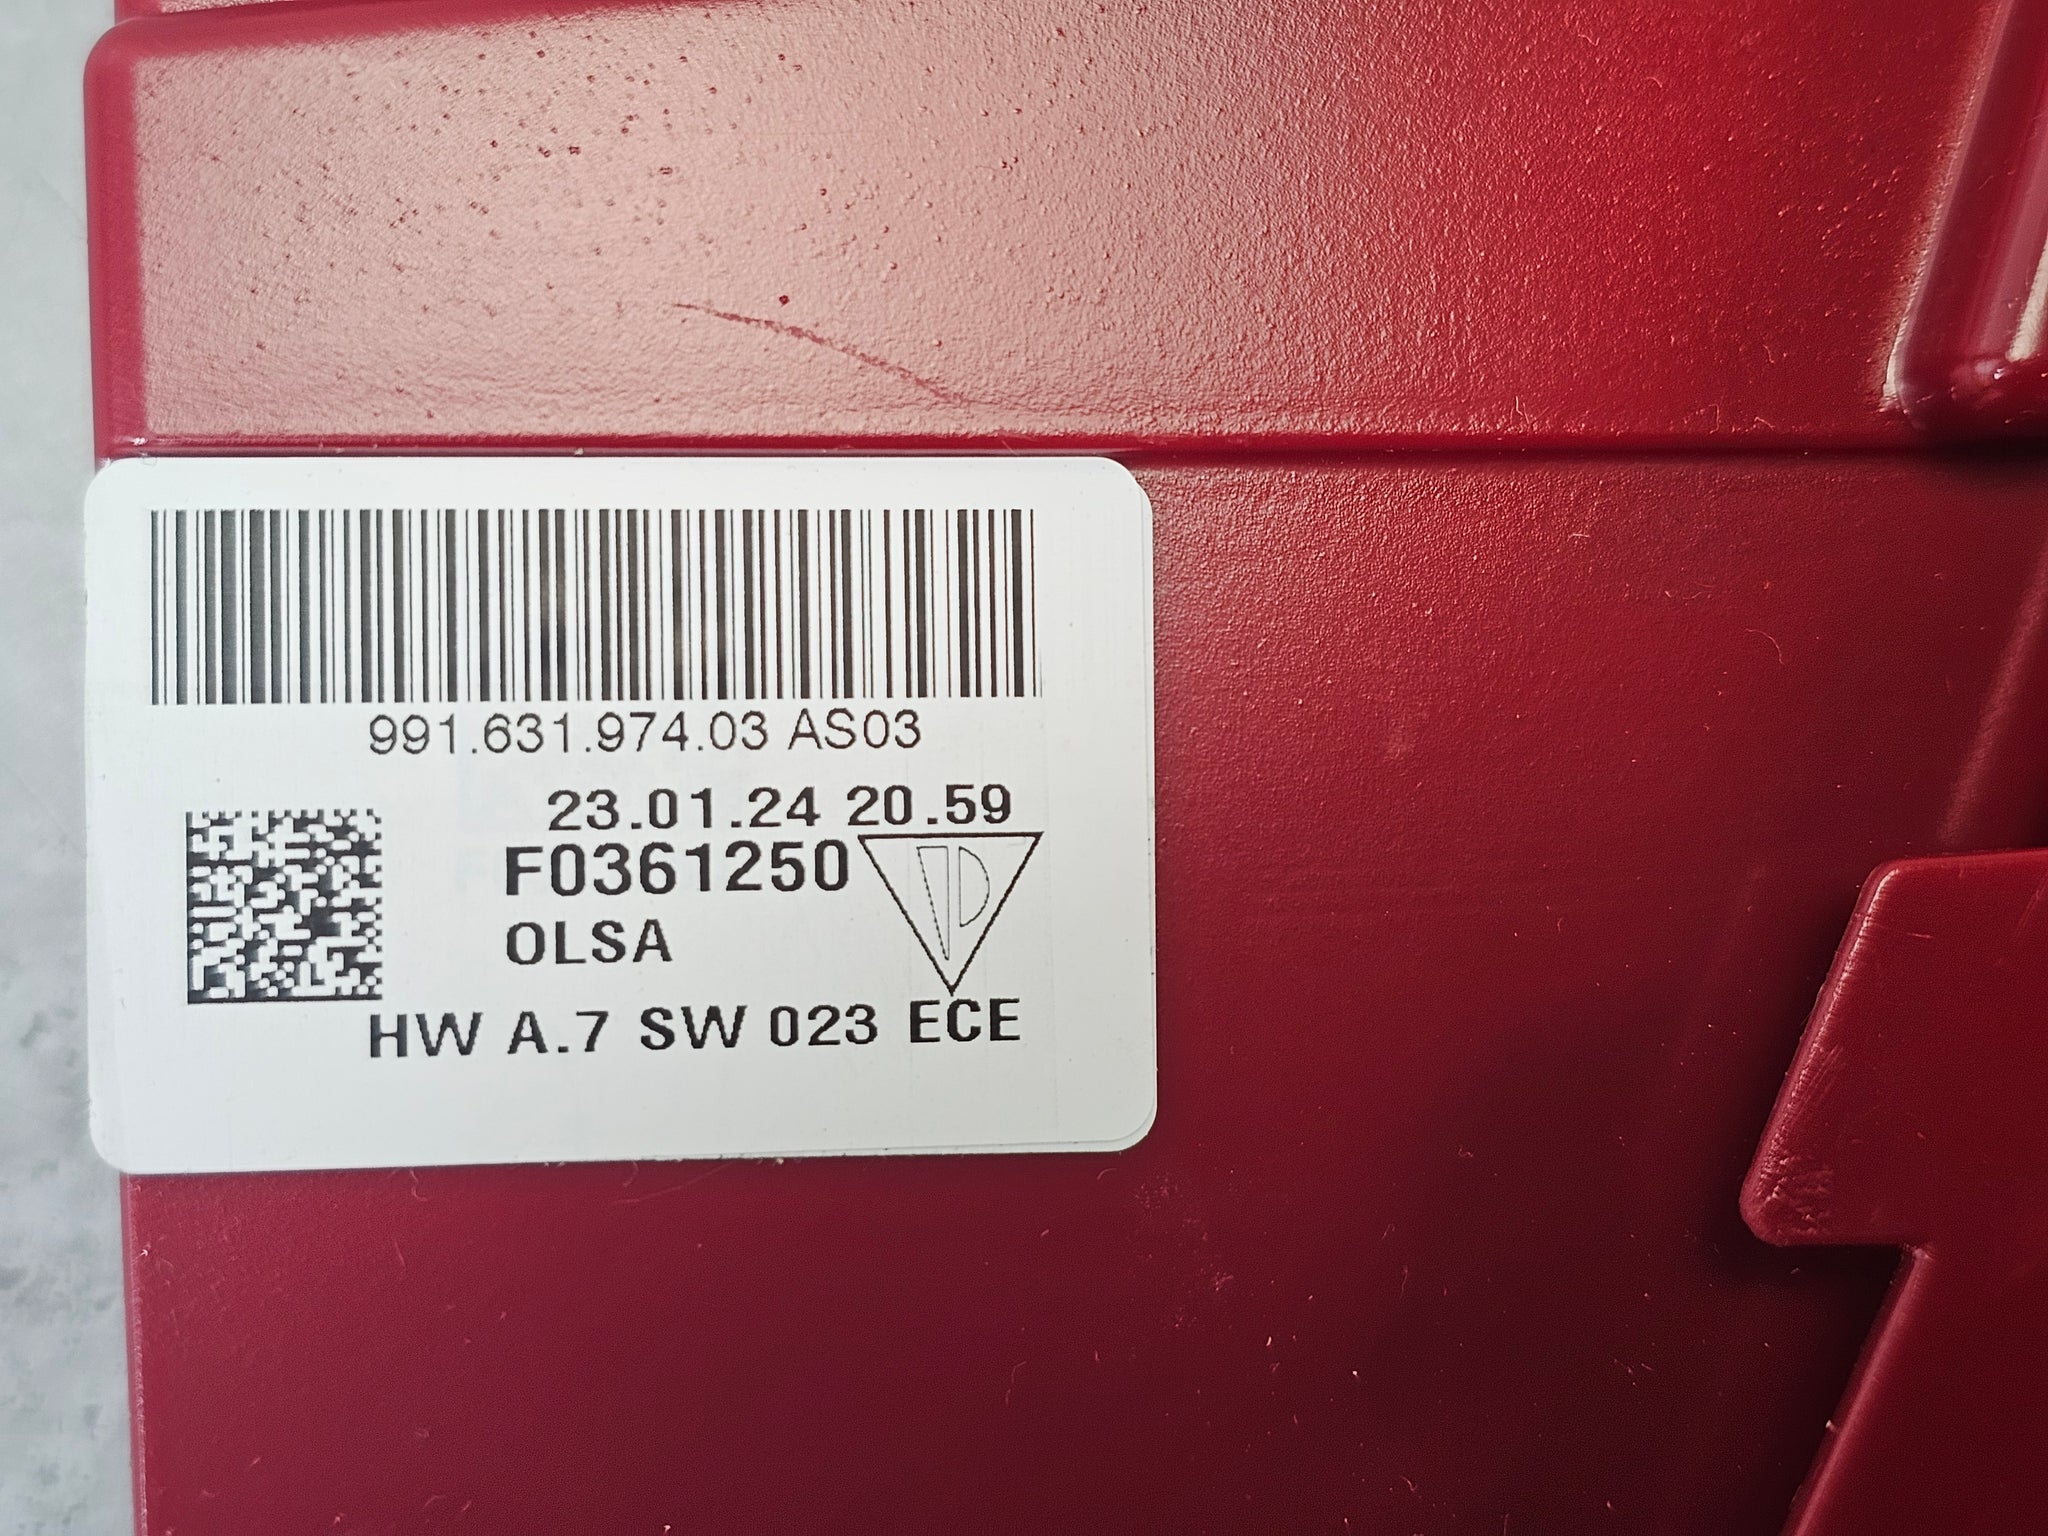 991.631.974.03 AS03
23.01.24 20.59
F0361250
OLSA
HW A.7 SW 023 ECE